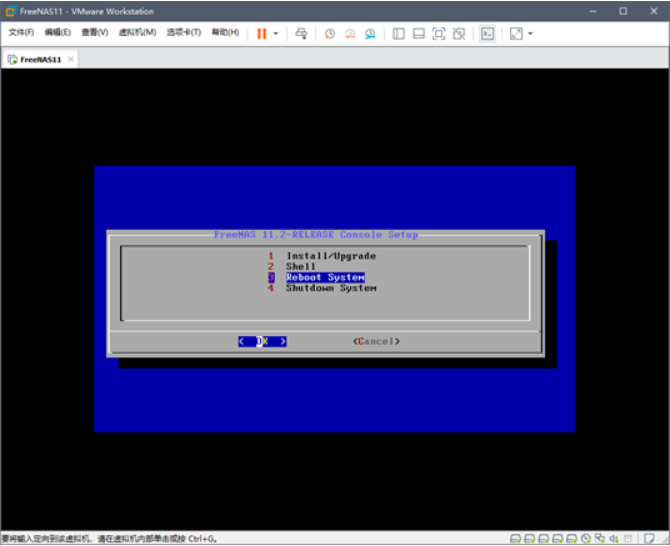 FreeNAS11 - VMware Workstation
文件(F) 编辑(E) 查看(V) 虚拟机(M) 选项卡(T) 帮助(H)
FreeNAS11
FreeNAS 11.2-RELEASE Console Setup
1 Install/Upgrade
2 Shell
3 Reboot System
4 Shutdown System
< OK > <Cancel>
要将输入定向到该虚拟机，请在虚拟机内部单击或按 Ctrl+G。